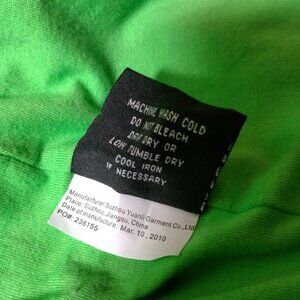 MACHINE WASH COLD
DO NOT BLEACH
DRIP DRY OR
LOW TUMBLE DRY
COOL IRON
IF NECESSARY
Manufacturer:Suzhou Yuanli Garment Co.,Ltd
Place: Suzhou, Jiangsu, China
Date of manufacture: Mar. 10, 2010
PO#: 238155